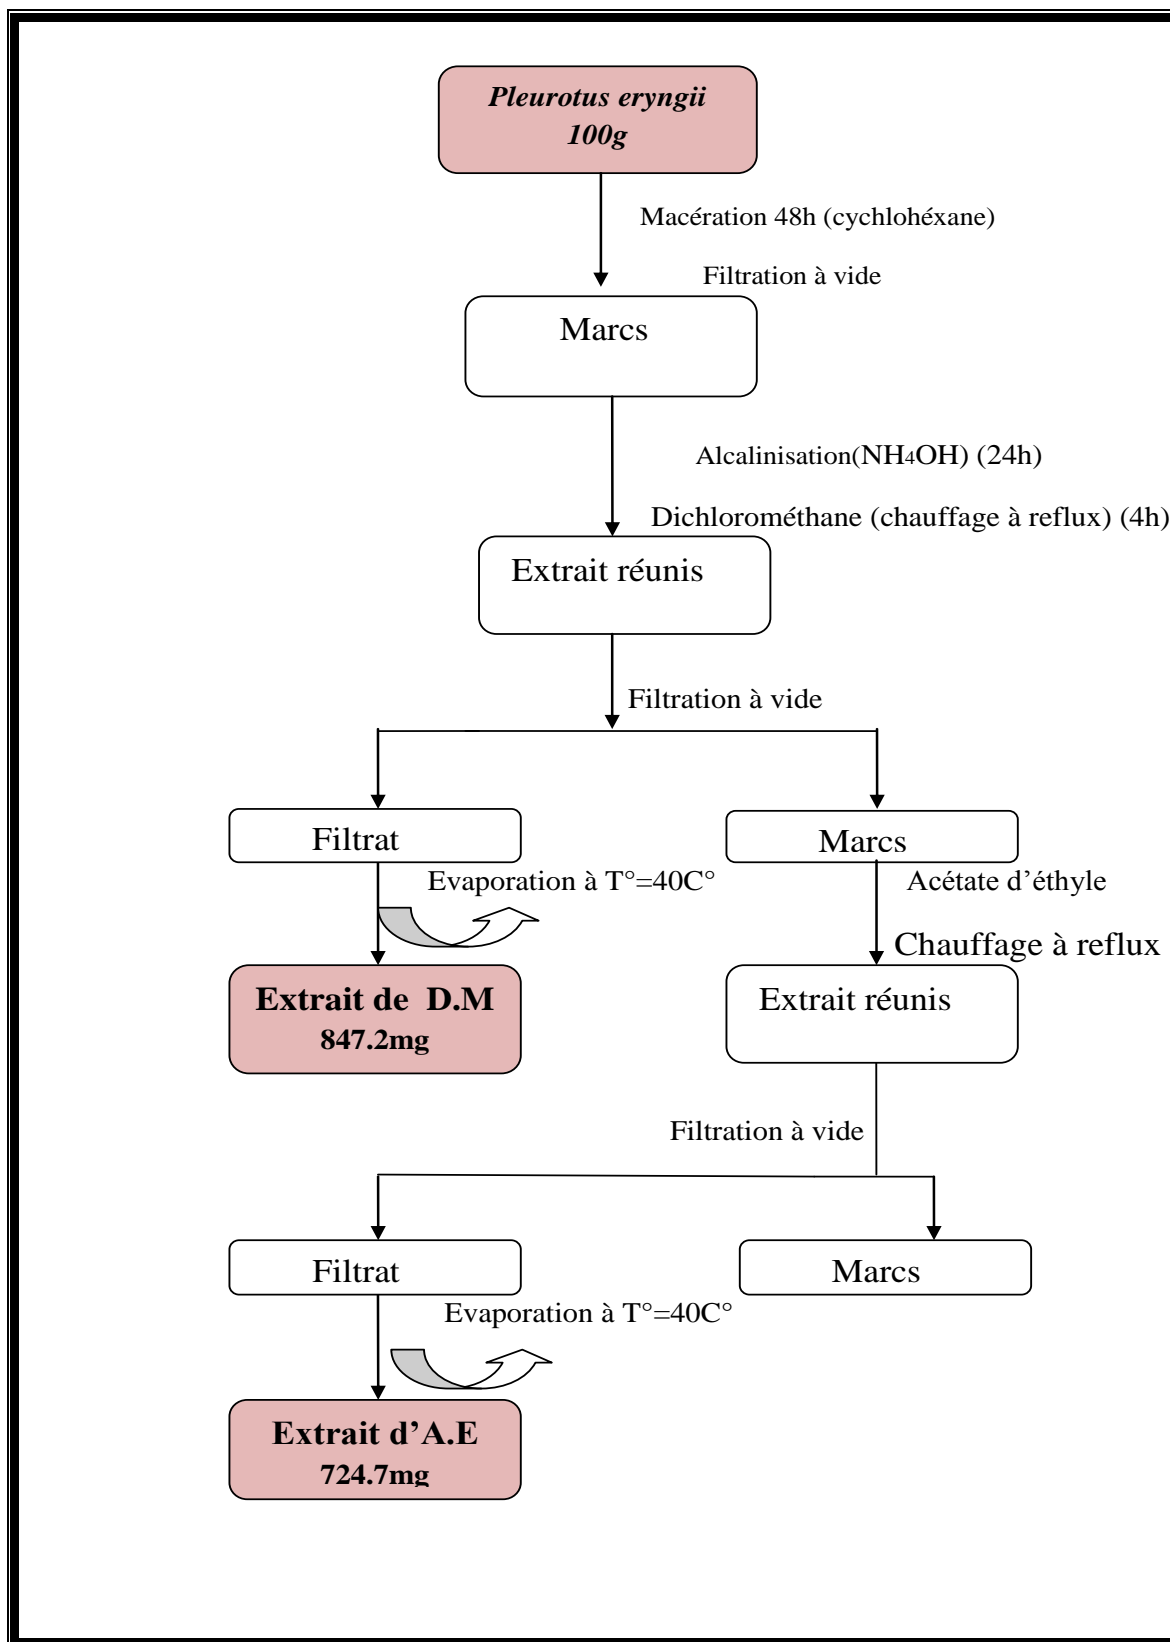 Pleurotus eryngii
100g
Macération 48h (cychlohéxane)
Filtration à vide
Marcs
Alcalinisation(NH4OH) (24h)
Dichlorométhane (chauffage à reflux) (4h)
Extrait réunis
Filtration à vide
Filtrat
Marcs
Evaporation à T°=40C°
Acétate d’éthyle
Chauffage à reflux
Extrait de D.M
847.2mg
Extrait réunis
Filtration à vide
Filtrat
Marcs
Evaporation à T°=40C°
Extrait d’A.E
724.7mg